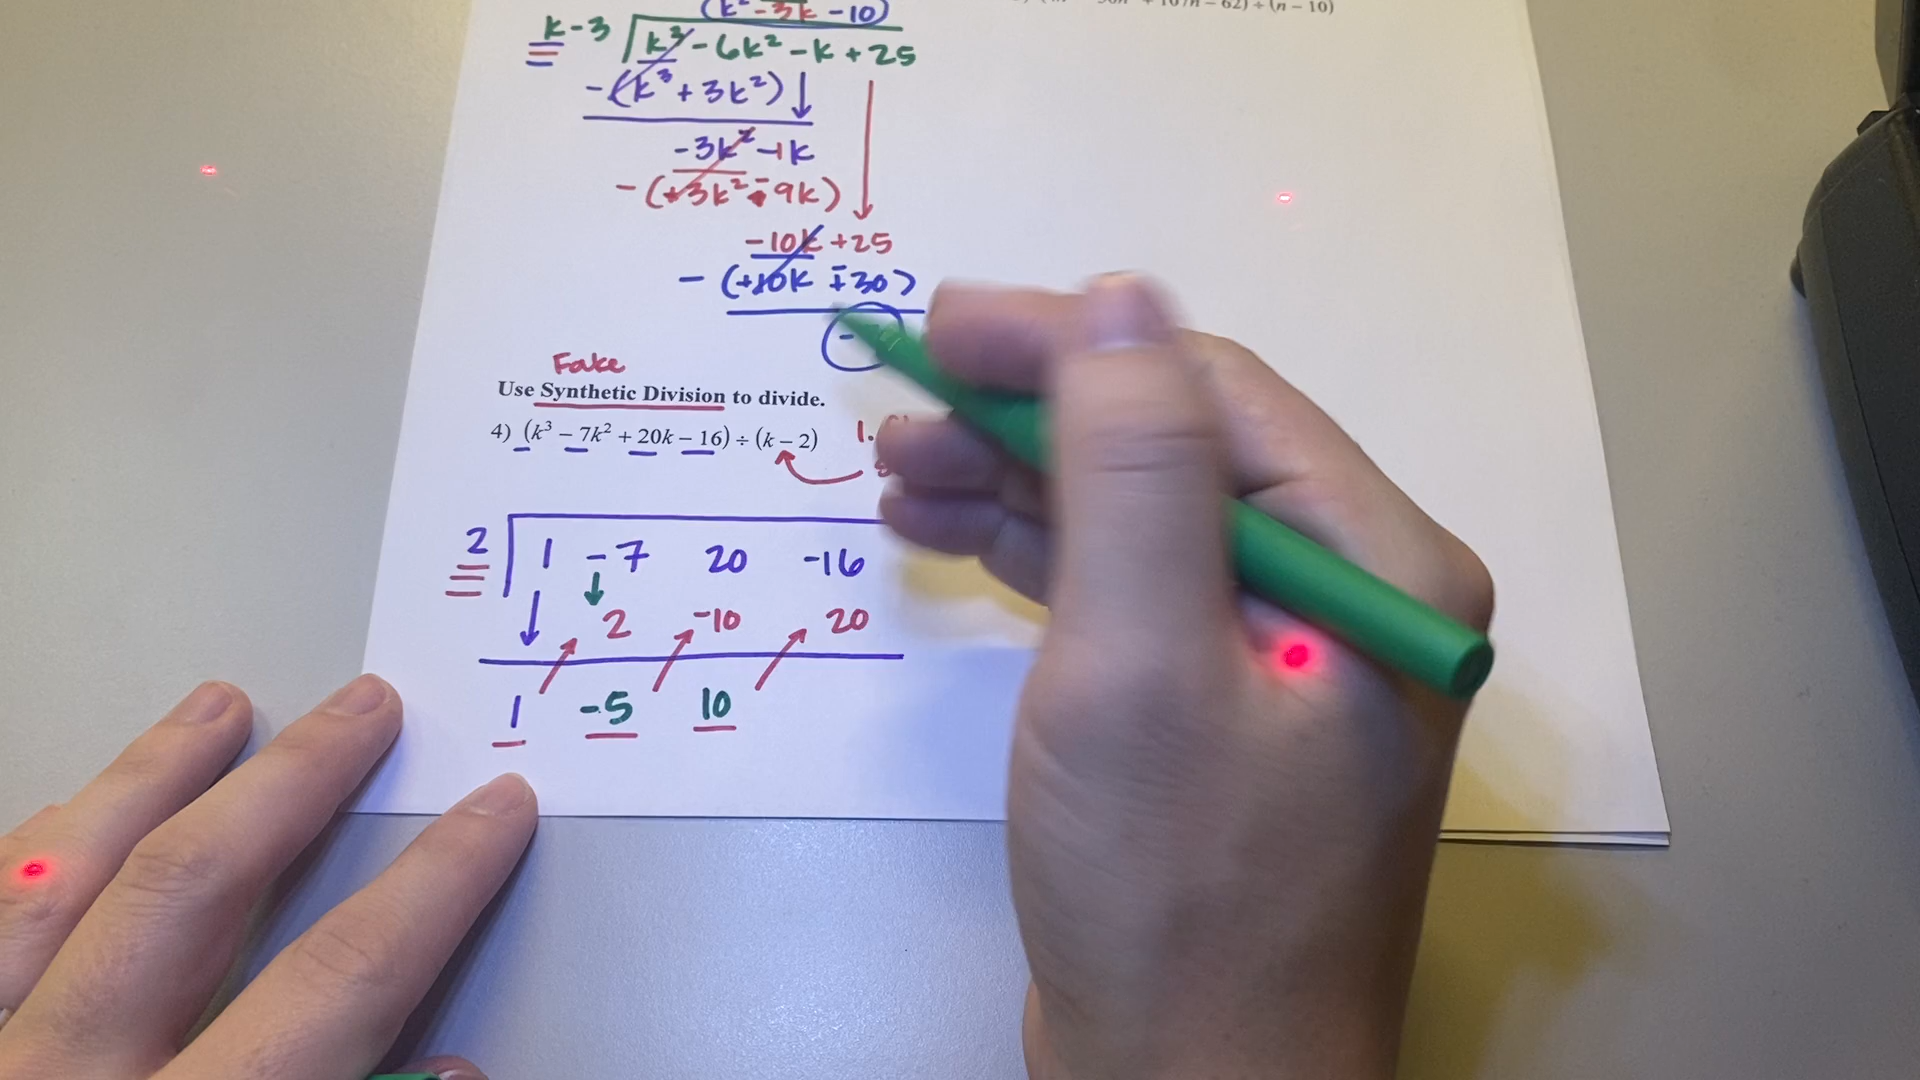 (k² -3k -10)
÷ (n − 10)
k-3 k³ - 6k² - k + 25
-(k³ + 3k²)
-3k² -1k
- (+3k² - 9k)
-10k +25
- (+10k ∓30)
Fake
Use Synthetic Division to divide.
4) (k³ − 7k² + 20k − 16) ÷ (k − 2) 1.
2 1 -7 20 -16
2 -10 20
1 -5 10